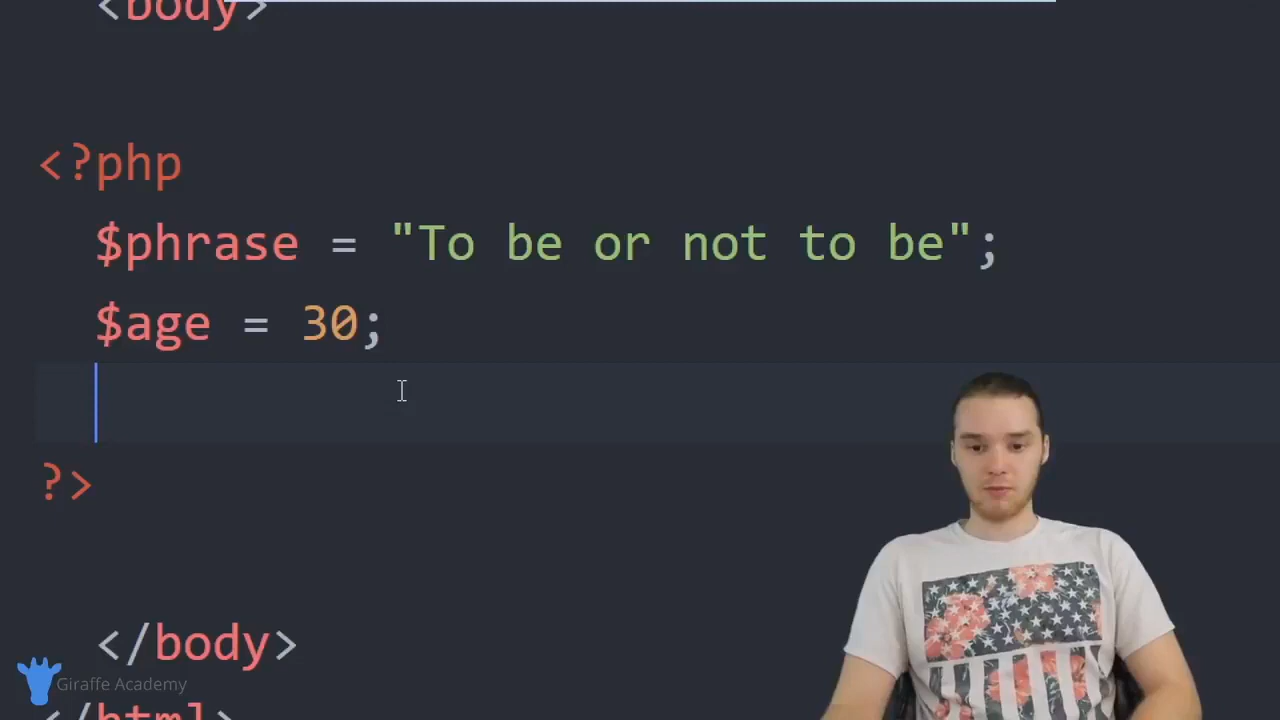 <body>
<?php
$phrase = "To be or not to be";
$age = 30;
?>
</body>
Giraffe Academy
</html>